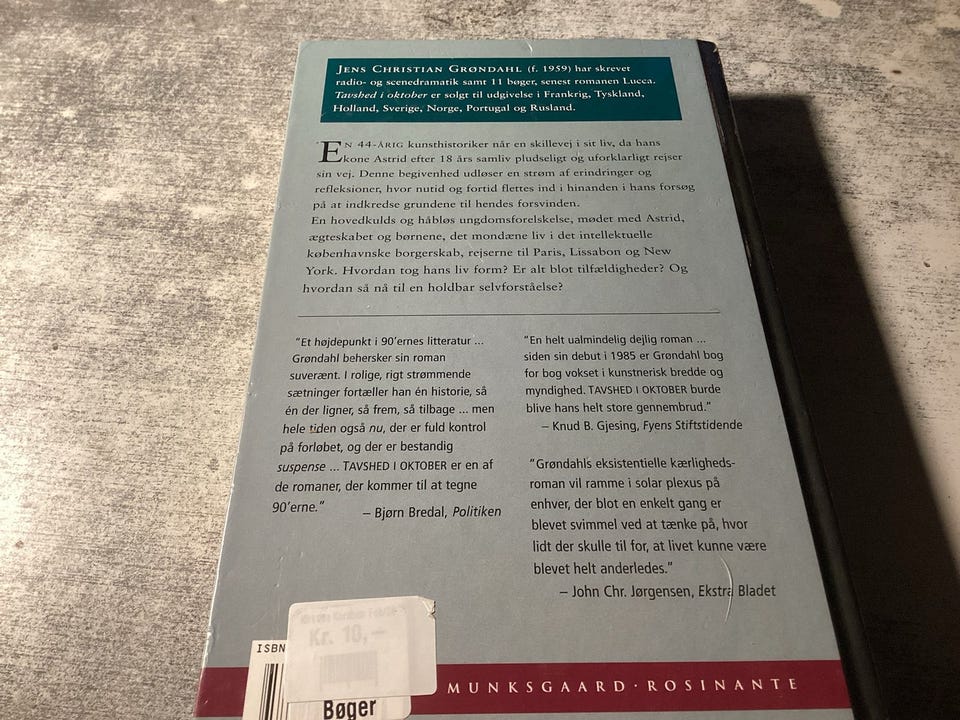 JENS CHRISTIAN GRØNDAHL (f. 1959) har skrevet
radio- og scenedramatik samt 11 bøger, senest romanen Lucca.
Tavshed i oktober er solgt til udgivelse i Frankrig, Tyskland,
Holland, Sverige, Norge, Portugal og Rusland.
EN 44-ÅRIG kunsthistoriker når en skillevej i sit liv, da hans
kone Astrid efter 18 års samliv pludseligt og uforklarligt rejser
sin vej. Denne begivenhed udløser en strøm af erindringer og
refleksioner, hvor nutid og fortid flettes ind i hinanden i hans forsøg
på at indkredse grundene til hendes forsvinden.
En hovedkulds og håbløs ungdomsforelskelse, mødet med Astrid,
ægteskabet og børnene, det mondæne liv i det intellektuelle
københavnske borgerskab, rejserne til Paris, Lissabon og New
York. Hvordan tog hans liv form? Er alt blot tilfældigheder? Og
hvordan så nå til en holdbar selvforståelse?
"Et højdepunkt i 90'ernes litteratur ...
Grøndahl behersker sin roman
suverænt. I rolige, rigt strømmende
sætninger fortæller han én historie, så
én der ligner, så frem, så tilbage ... men
hele tiden også nu, der er fuld kontrol
på forløbet, og der er bestandig
suspense ... TAVSHED I OKTOBER er en af
de romaner, der kommer til at tegne
90'erne."
– Bjørn Bredal, Politiken
"En helt ualmindelig dejlig roman ...
siden sin debut i 1985 er Grøndahl bog
for bog vokset i kunstnerisk bredde og
myndighed. TAVSHED I OKTOBER burde
blive hans helt store gennembrud."
– Knud B. Gjesing, Fyens Stiftstidende
"Grøndahls eksistentielle kærligheds-
roman vil ramme i solar plexus på
enhver, der blot en enkelt gang er
blevet svimmel ved at tænke på, hvor
lidt der skulle til for, at livet kunne være
blevet helt anderledes."
– John Chr. Jørgensen, Ekstra Bladet
Kr. 10,–
ISBN
Bøger
MUNKSGAARD · ROSINANTE